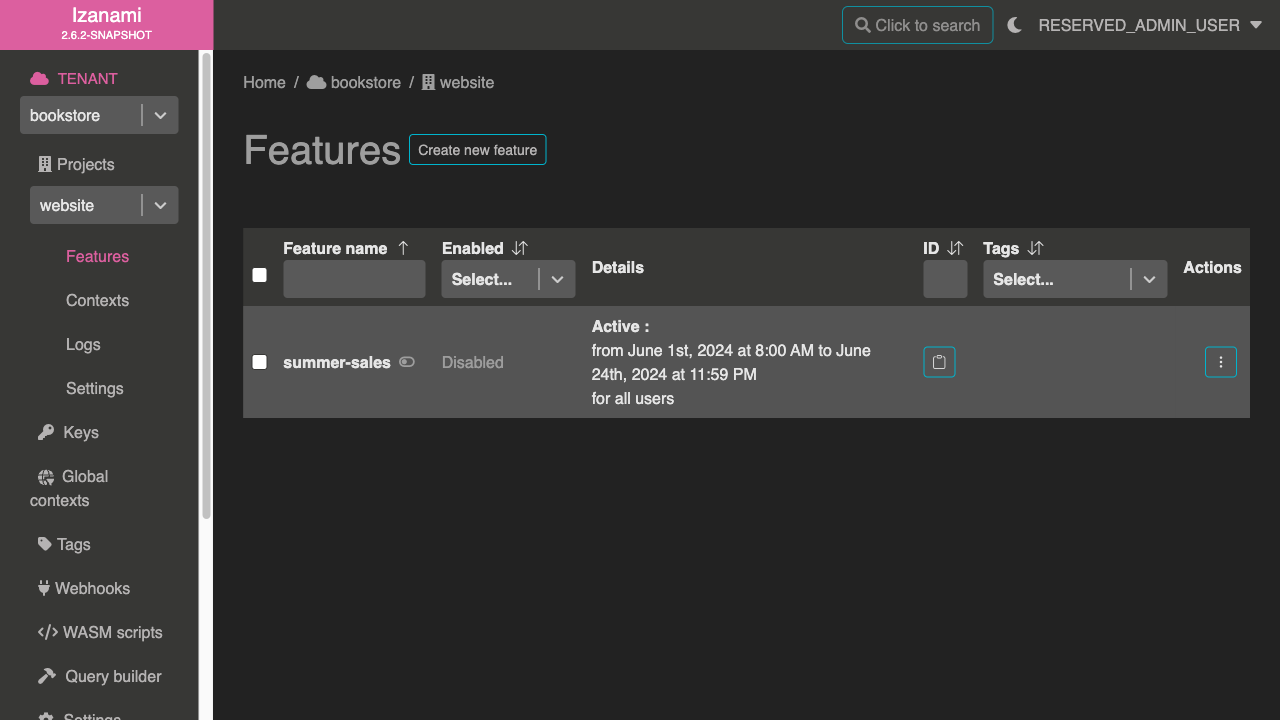 Izanami
2.6.2-SNAPSHOT
Click to search
RESERVED_ADMIN_USER
TENANT
bookstore
Projects
website
Features
Contexts
Logs
Settings
Keys
Global
contexts
Tags
Webhooks
WASM scripts
Query builder
Settings
Home / bookstore / website
Features
Create new feature
Feature name
Enabled
Select...
Details
ID
Tags
Select...
Actions
summer-sales
Disabled
Active :
from June 1st, 2024 at 8:00 AM to June
24th, 2024 at 11:59 PM
for all users